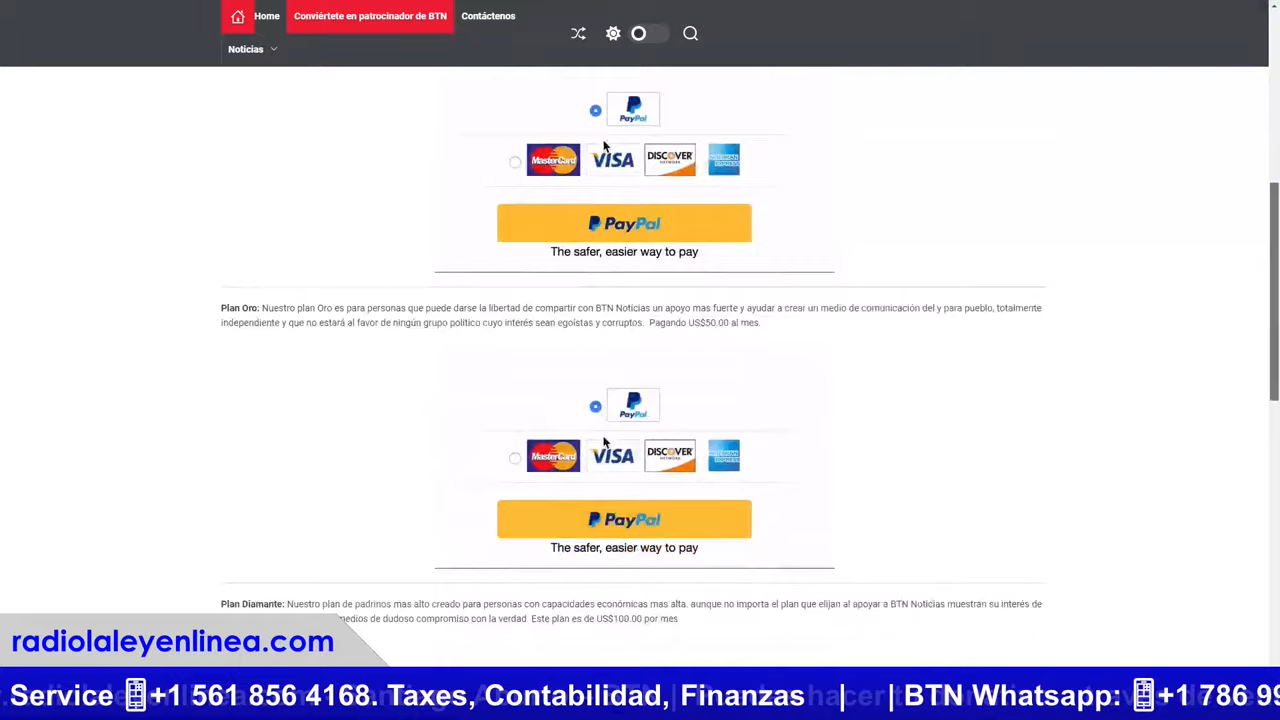 Home
Conviértete en patrocinador de BTN
Contáctenos
Noticias
PayPal
MasterCard VISA DISCOVER NETWORK AMERICAN EXPRESS
PayPal
The safer, easier way to pay
Plan Oro: Nuestro plan Oro es para personas que puede darse la libertad de compartir con BTN Noticias un apoyo mas fuerte y ayudar a crear un medio de comunicación del y para pueblo, totalmente
independiente y que no estará al favor de ningún grupo político cuyo interés sean egoístas y corruptos. Pagando US$50.00 al mes.
PayPal
MasterCard VISA DISCOVER NETWORK AMERICAN EXPRESS
PayPal
The safer, easier way to pay
Plan Diamante: Nuestro plan de padrinos mas alto creado para personas con capacidades económicas mas alta. aunque no importa el plan que elijan al apoyar a BTN Noticias muestran su interés de
medios de dudoso compromiso con la verdad. Este plan es de US$100.00 por mes
radiolaleyenlinea.com
Service +1 561 856 4168. Taxes, Contabilidad, Finanzas | | BTN Whatsapp: +1 786 99